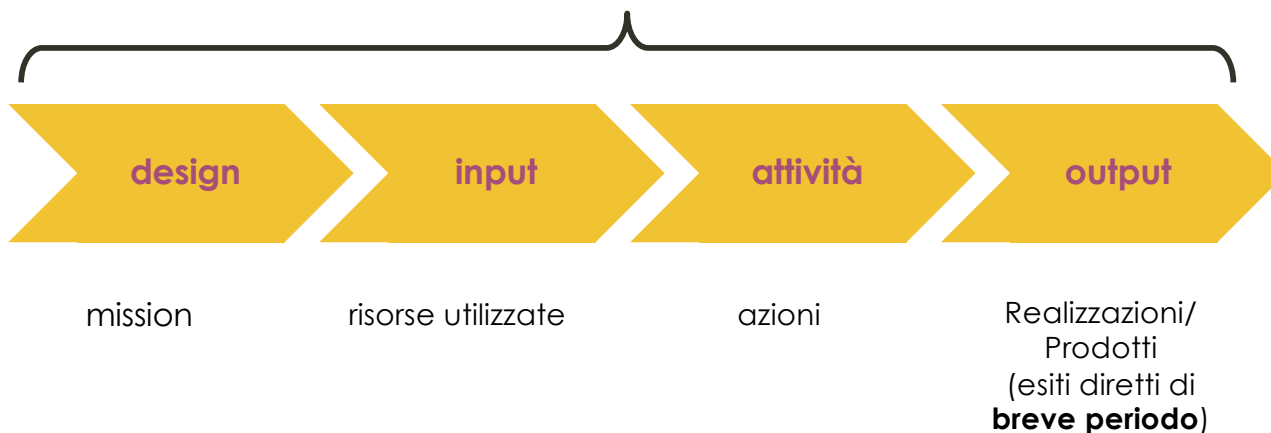 design
input
attività
output
mission
risorse utilizzate
azioni
Realizzazioni/
Prodotti
(esiti diretti di
breve periodo)